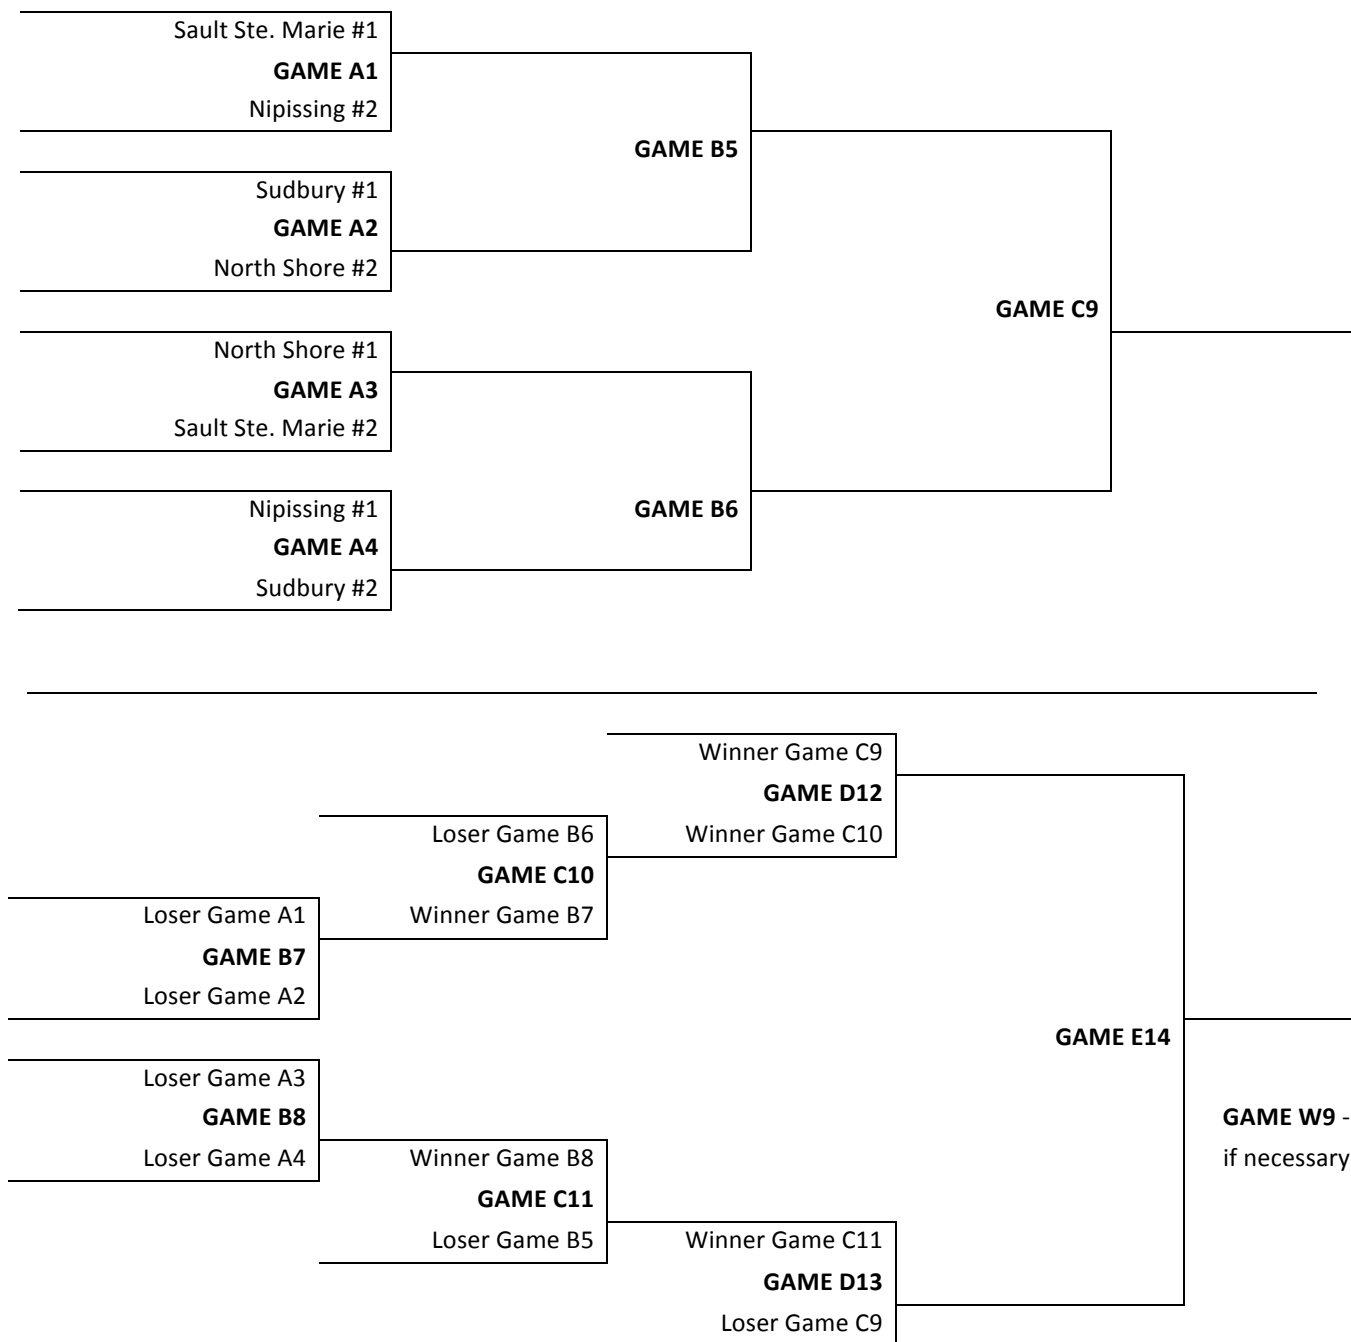 Sault Ste. Marie #1
GAME A1
Nipissing #2
GAME B5
Sudbury #1
GAME A2
North Shore #2
GAME C9
North Shore #1
GAME A3
Sault Ste. Marie #2
Nipissing #1
GAME B6
GAME A4
Sudbury #2
Winner Game C9
GAME D12
Loser Game B6
Winner Game C10
GAME C10
Loser Game A1
Winner Game B7
GAME B7
Loser Game A2
GAME E14
Loser Game A3
GAME B8
GAME W9 -
Loser Game A4
Winner Game B8
if necessary
GAME C11
Loser Game B5
Winner Game C11
GAME D13
Loser Game C9